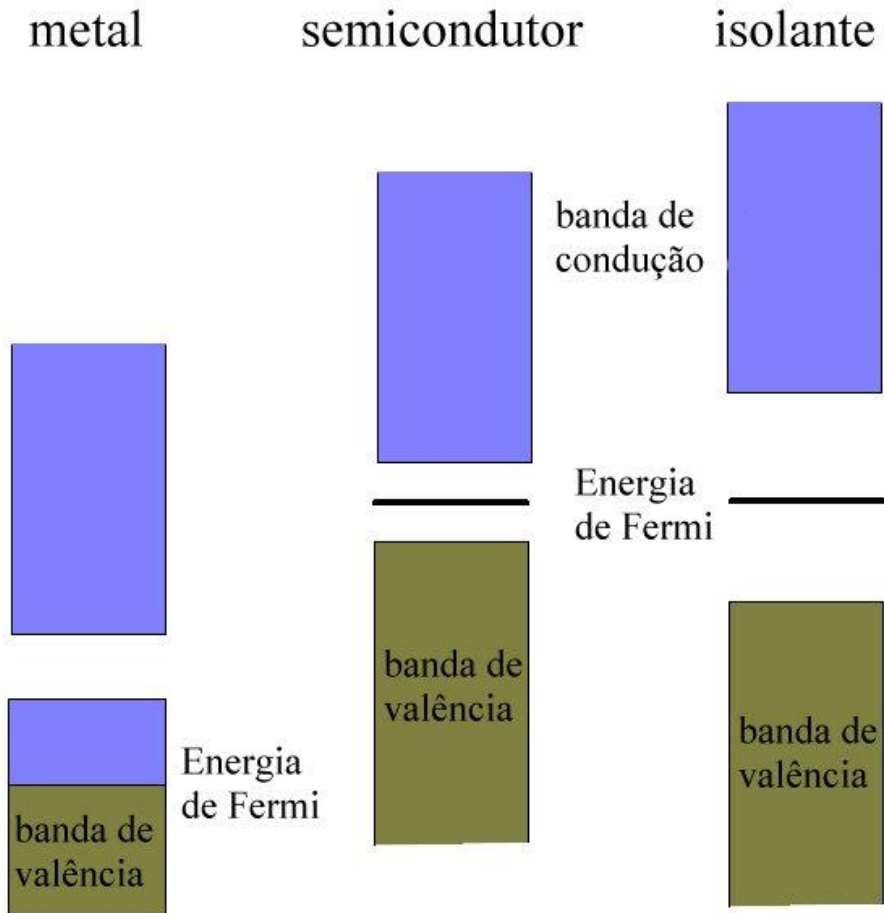 metal
semicondutor
isolante
banda de
condução
Energia
de Fermi
banda de
valência
banda de
valência
Energia
de Fermi
banda de
valência